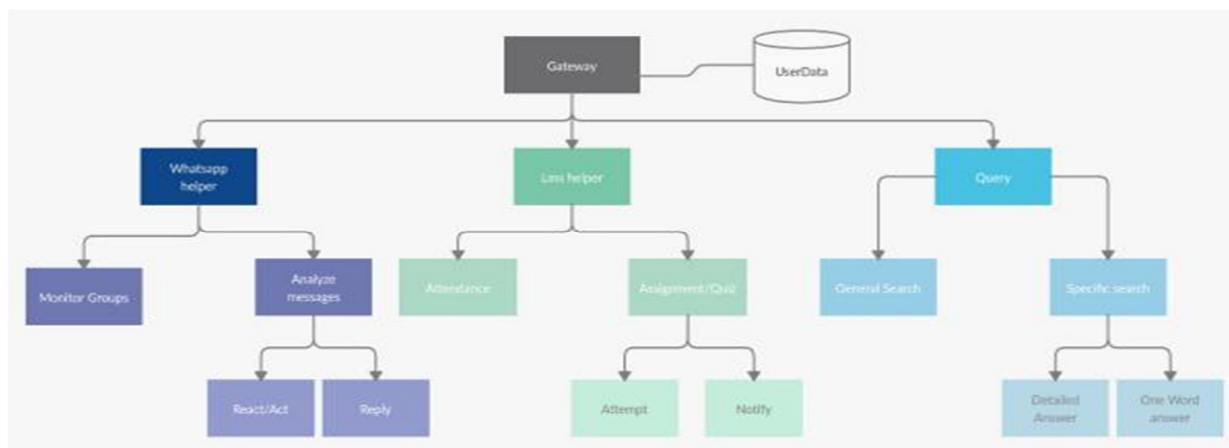 Gateway
UserData
Whatsapp
helper
Lms helper
Query
Monitor Groups
Analyze
messages
Attendance
Assignment/Quiz
General Search
Specific search
React/Act
Reply
Attempt
Notify
Detailed
Answer
One Word
answer